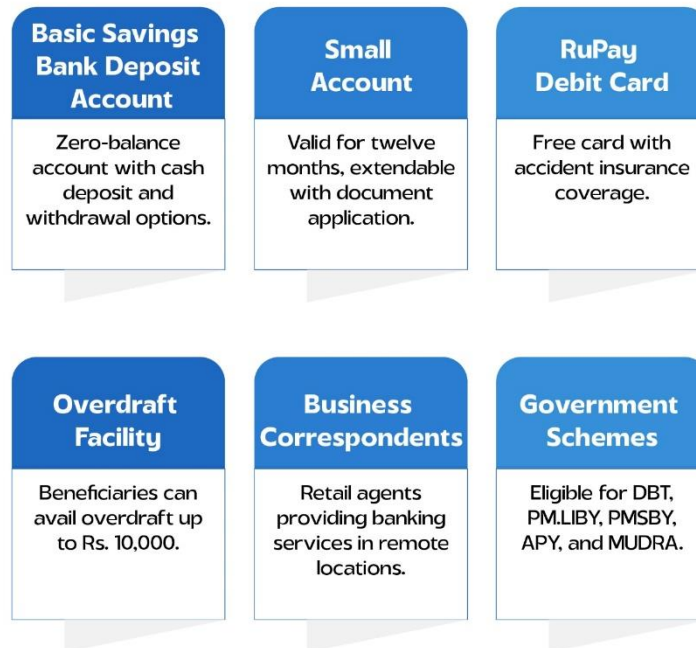 Basic Savings
Bank Deposit
Account
Zero-balance
account with cash
deposit and
withdrawal options.
Small
Account
Valid for twelve
months, extendable
with document
application.
RuPay
Debit Card
Free card with
accident insurance
coverage.
Overdraft
Facility
Beneficiaries can
avail overdraft up
to Rs. 10,000.
Business
Correspondents
Retail agents
providing banking
services in remote
locations.
Government
Schemes
Eligible for DBT,
PM.LIBY, PMSBY,
APY, and MUDRA.